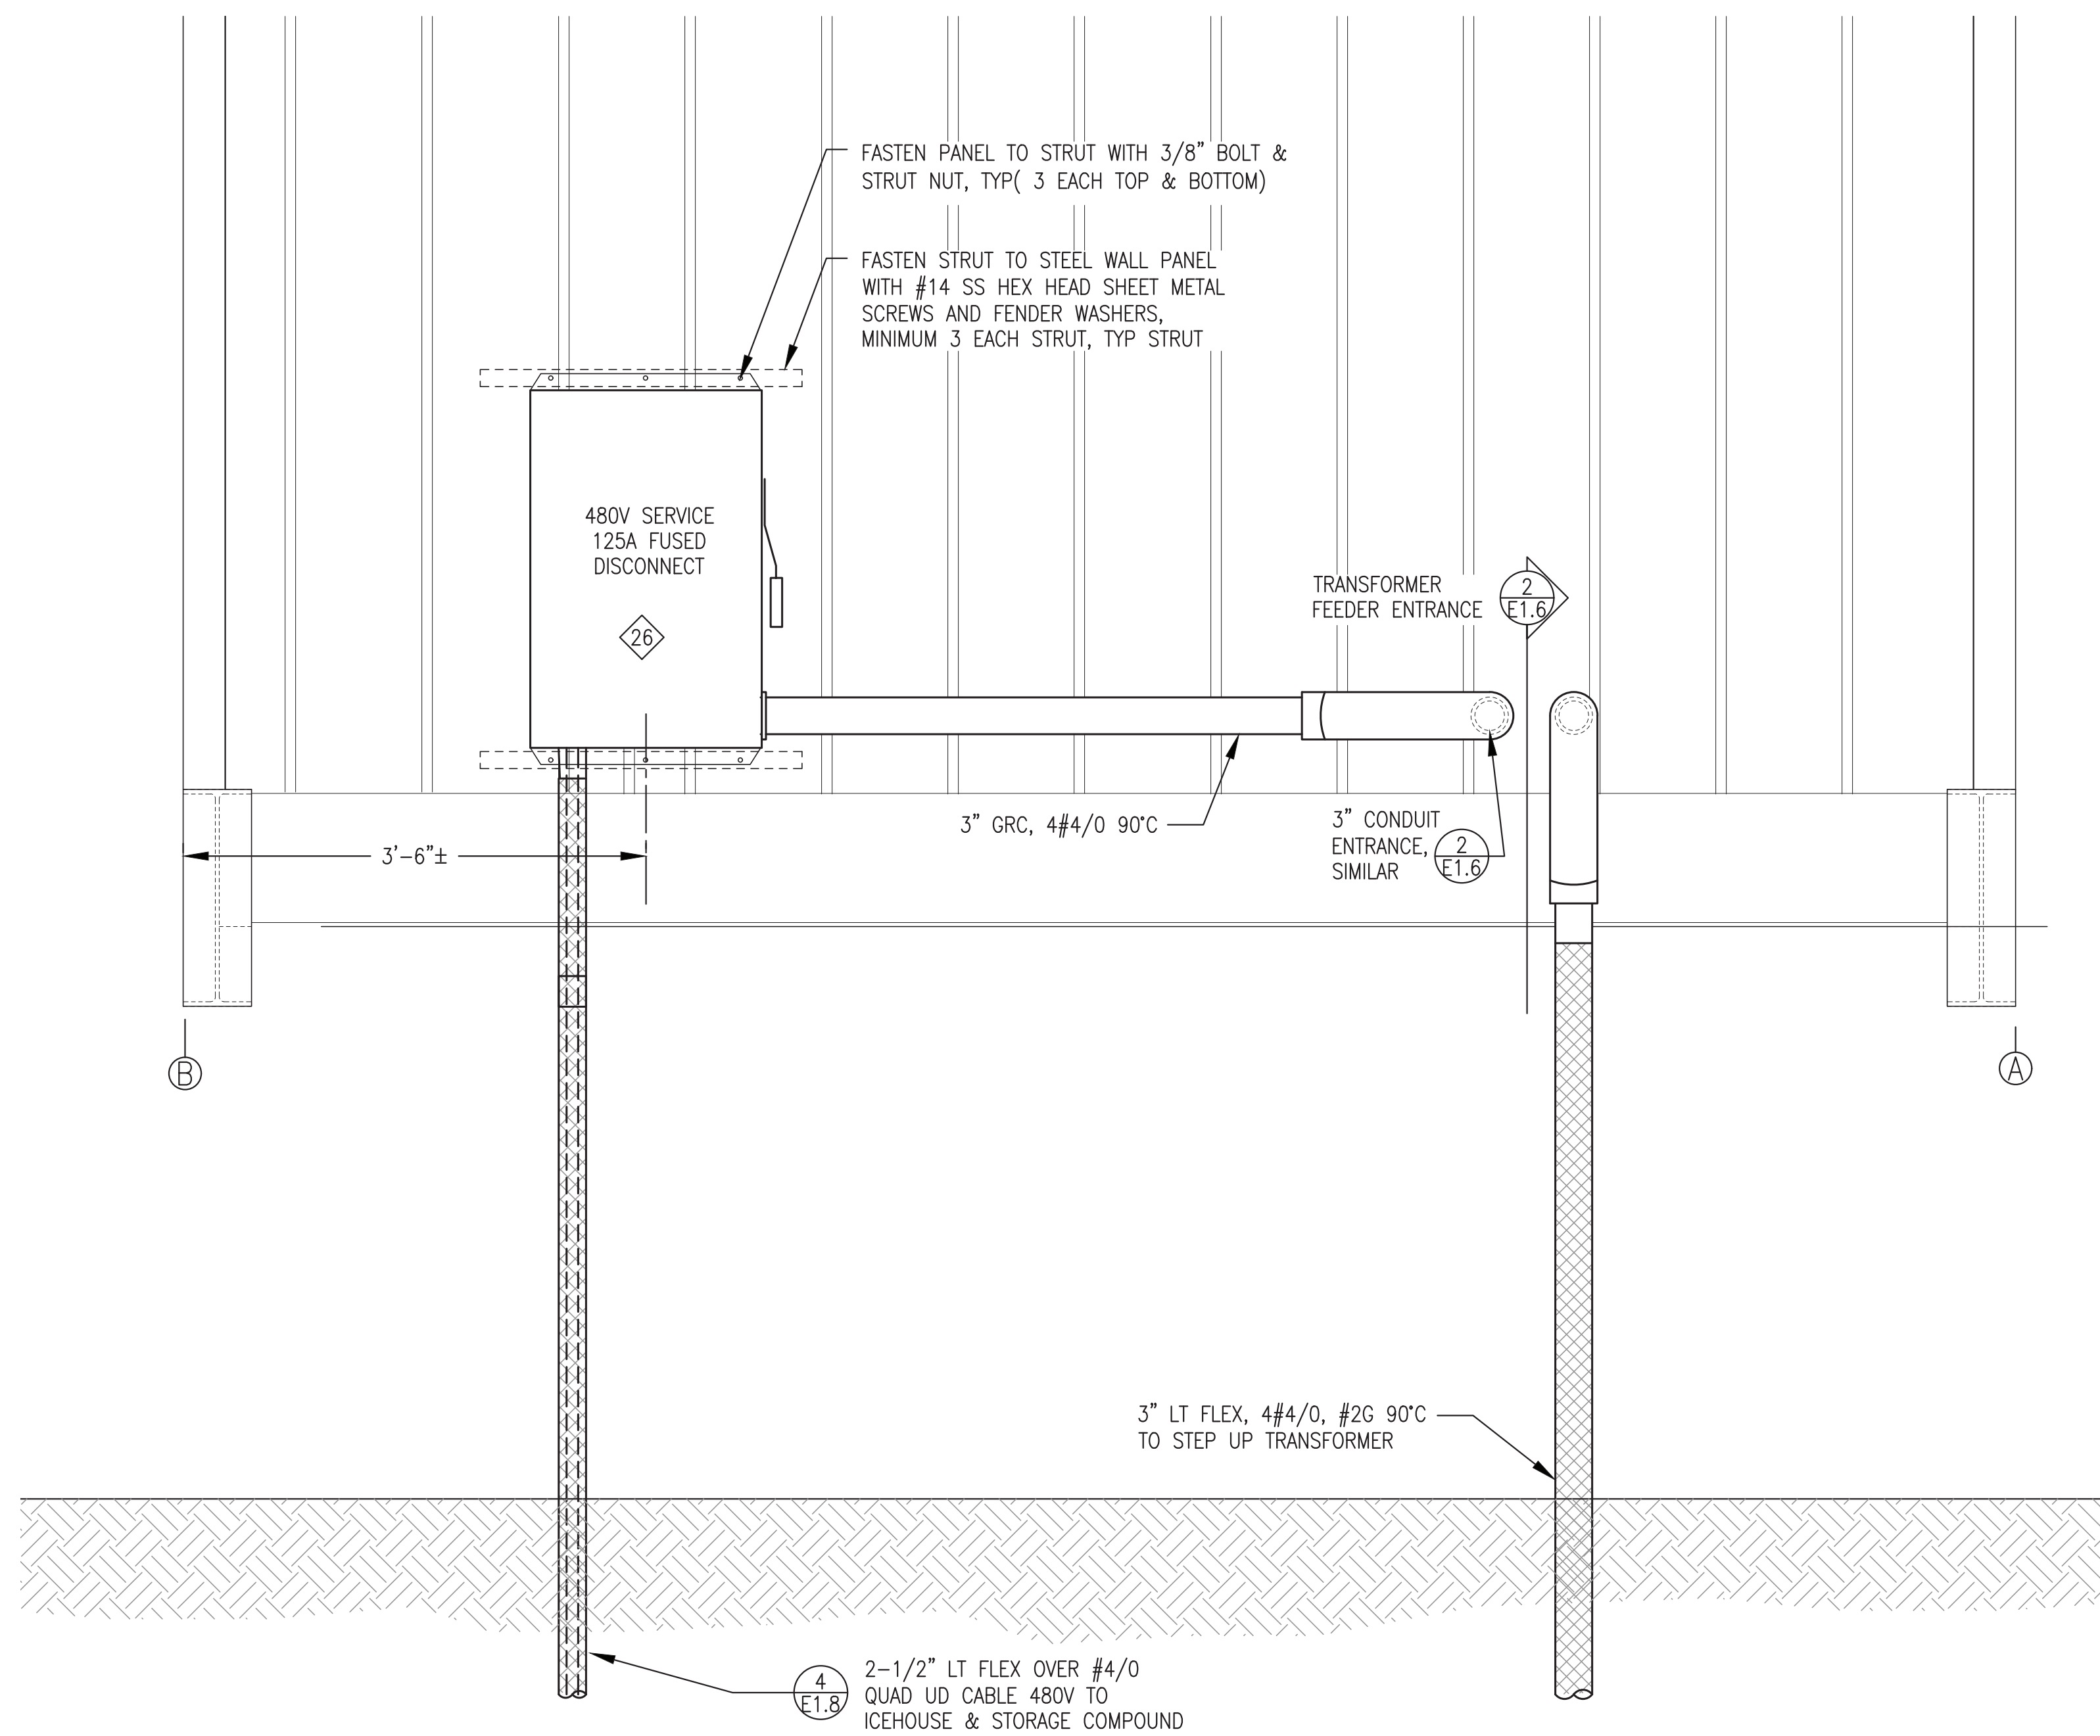 FASTEN PANEL TO STRUT WITH 3/8" BOLT &
STRUT NUT, TYP( 3 EACH TOP & BOTTOM)
FASTEN STRUT TO STEEL WALL PANEL
WITH #14 SS HEX HEAD SHEET METAL
SCREWS AND FENDER WASHERS,
MINIMUM 3 EACH STRUT, TYP STRUT
480V SERVICE
125A FUSED
DISCONNECT
26
TRANSFORMER
FEEDER ENTRANCE
2
E1.6
3" GRC, 4#4/0 90°C
3" CONDUIT
ENTRANCE,
SIMILAR
2
E1.6
3'-6"±
B
A
3" LT FLEX, 4#4/0, #2G 90°C
TO STEP UP TRANSFORMER
4
E1.8
2-1/2" LT FLEX OVER #4/0
QUAD UD CABLE 480V TO
ICEHOUSE & STORAGE COMPOUND